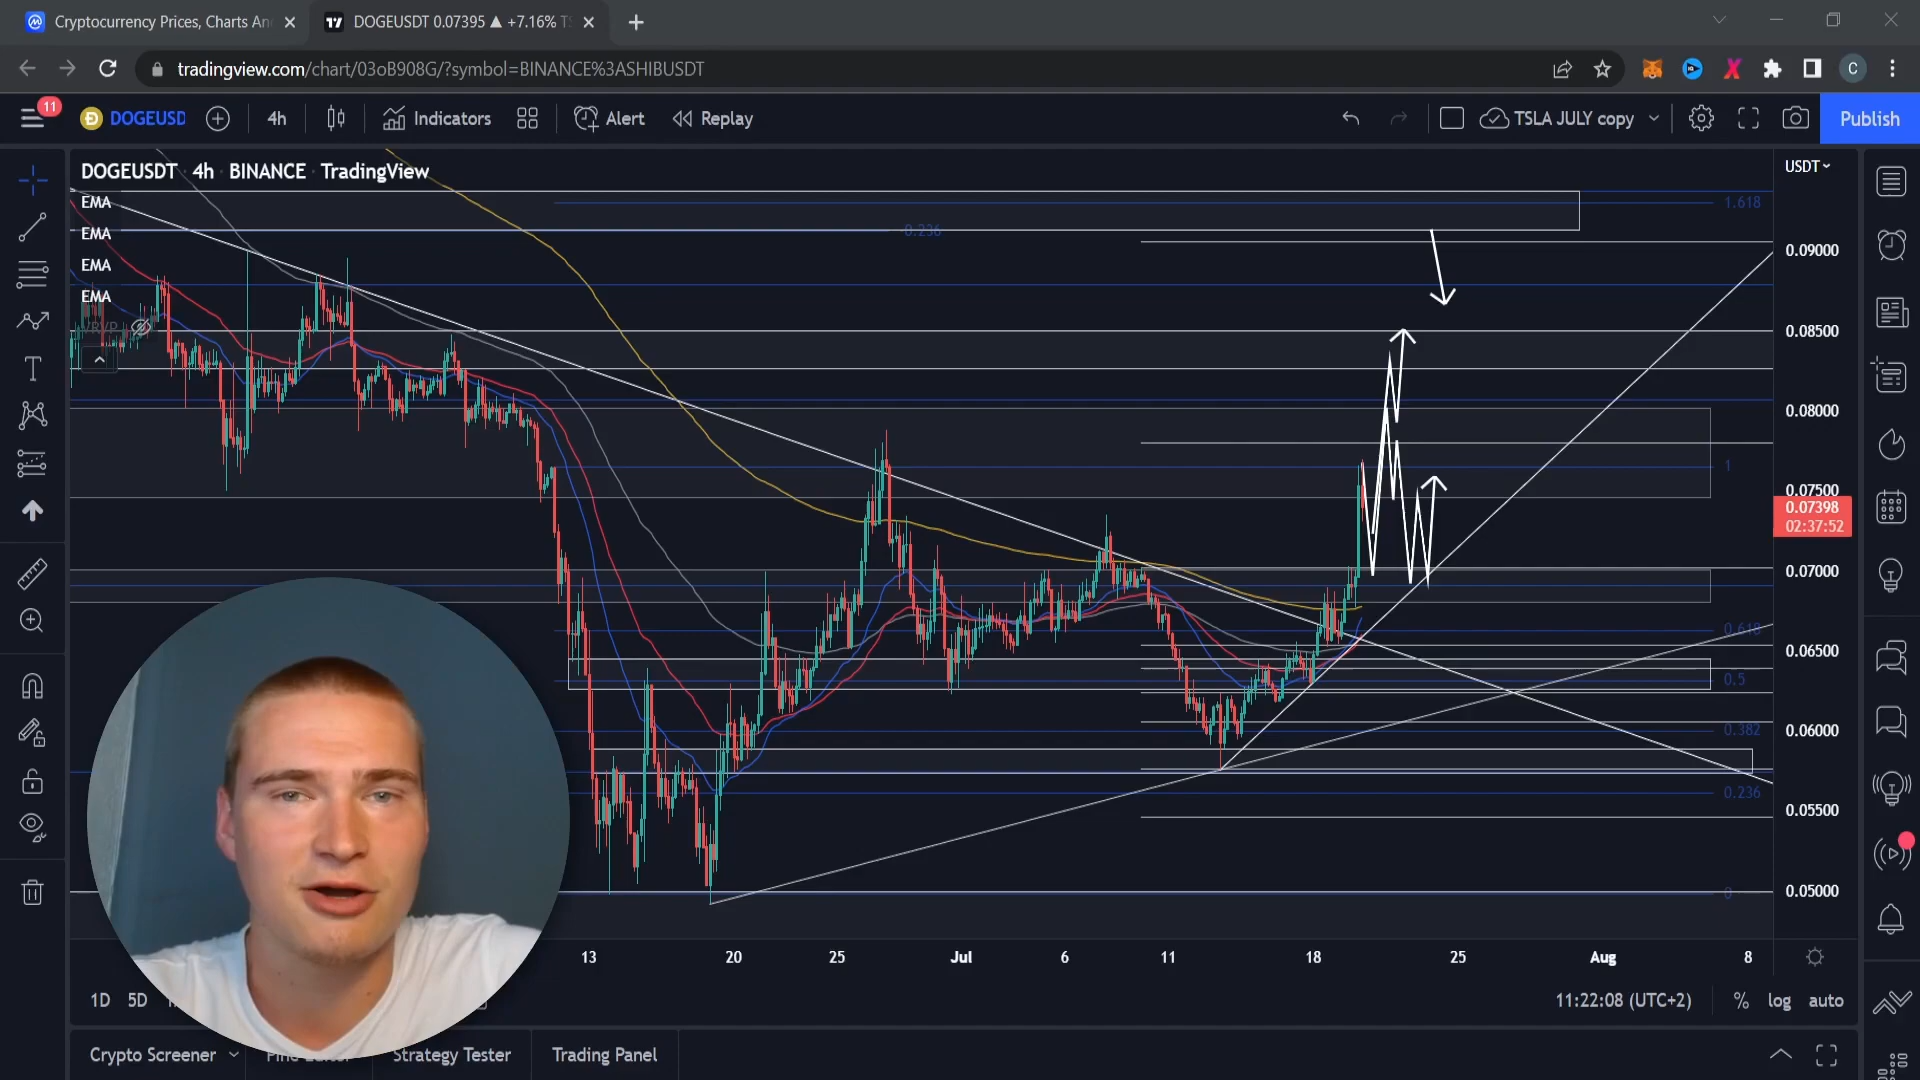 Cryptocurrency Prices, Charts An
DOGEUSDT 0.07395 ▲ +7.16% T
tradingview.com/chart/03oB908G/?symbol=BINANCE%3ASHIBUSDT
C
11
DOGEUSD
4h
Indicators
Alert
Replay
TSLA JULY copy
Publish
DOGEUSDT · 4h · BINANCE · TradingView
EMA
EMA
EMA
EMA
VRVP
USDT
1.618
0.236
0.09000
0.08500
0.08000
1
0.07500
0.07398
02:37:52
0.07000
0.618
0.06500
0.5
0.382
0.06000
0.236
0.05500
0
0.05000
13
20
25
Jul
6
11
18
25
Aug
8
1D
5D
11:22:08 (UTC+2)
%
log
auto
Crypto Screener
Pine Editor
Strategy Tester
Trading Panel